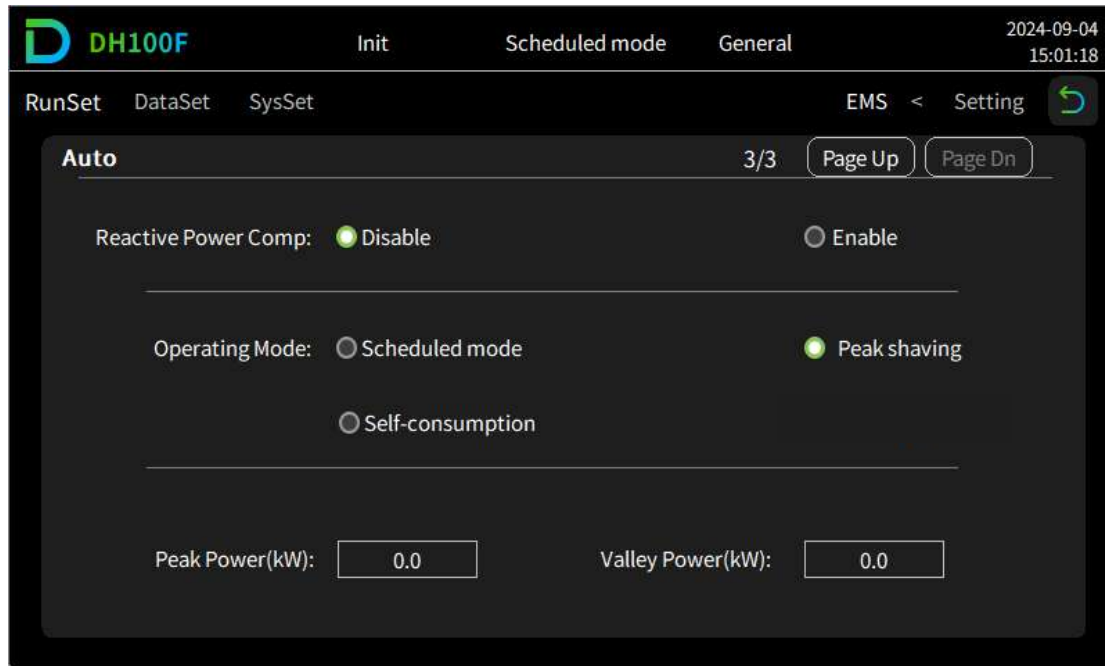 DH100F Init Scheduled mode General 2024-09-04
15:01:18
RunSet DataSet SysSet EMS < Setting
Auto 3/3 Page Up Page Dn
Reactive Power Comp: Disable Enable
Operating Mode: Scheduled mode Peak shaving
Self-consumption
Peak Power(kW): 0.0 Valley Power(kW): 0.0